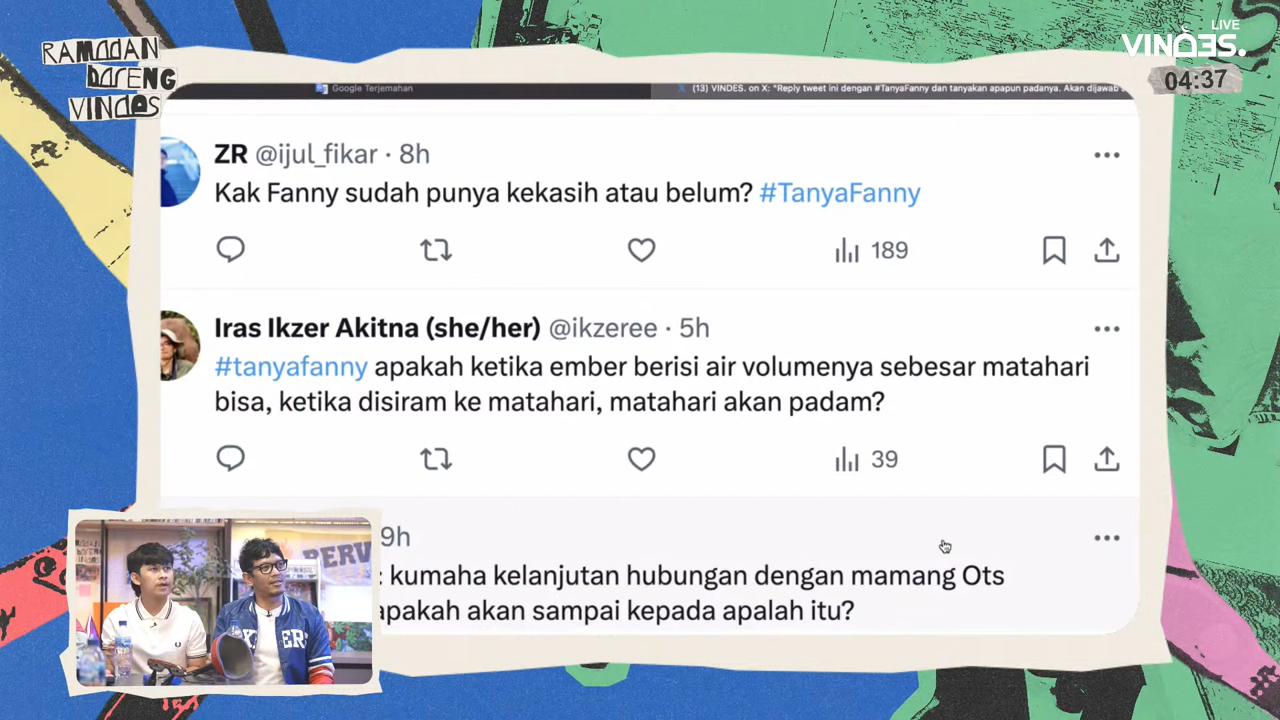 RAMADAN
BARENG
VINDES
LIVE
VINDES.
04:37
Google Terjemahan
(13) VINDES. on X: "Reply tweet ini dengan #TanyaFanny dan tanyakan apapun padanya. Akan dijawab
ZR @ijul_fikar · 8h
Kak Fanny sudah punya kekasih atau belum? #TanyaFanny
189
Iras Ikzer Akitna (she/her) @ikzeree · 5h
#tanyafanny apakah ketika ember berisi air volumenya sebesar matahari
bisa, ketika disiram ke matahari, matahari akan padam?
39
9h
: kumaha kelanjutan hubungan dengan mamang Ots
apakah akan sampai kepada apalah itu?
PERV